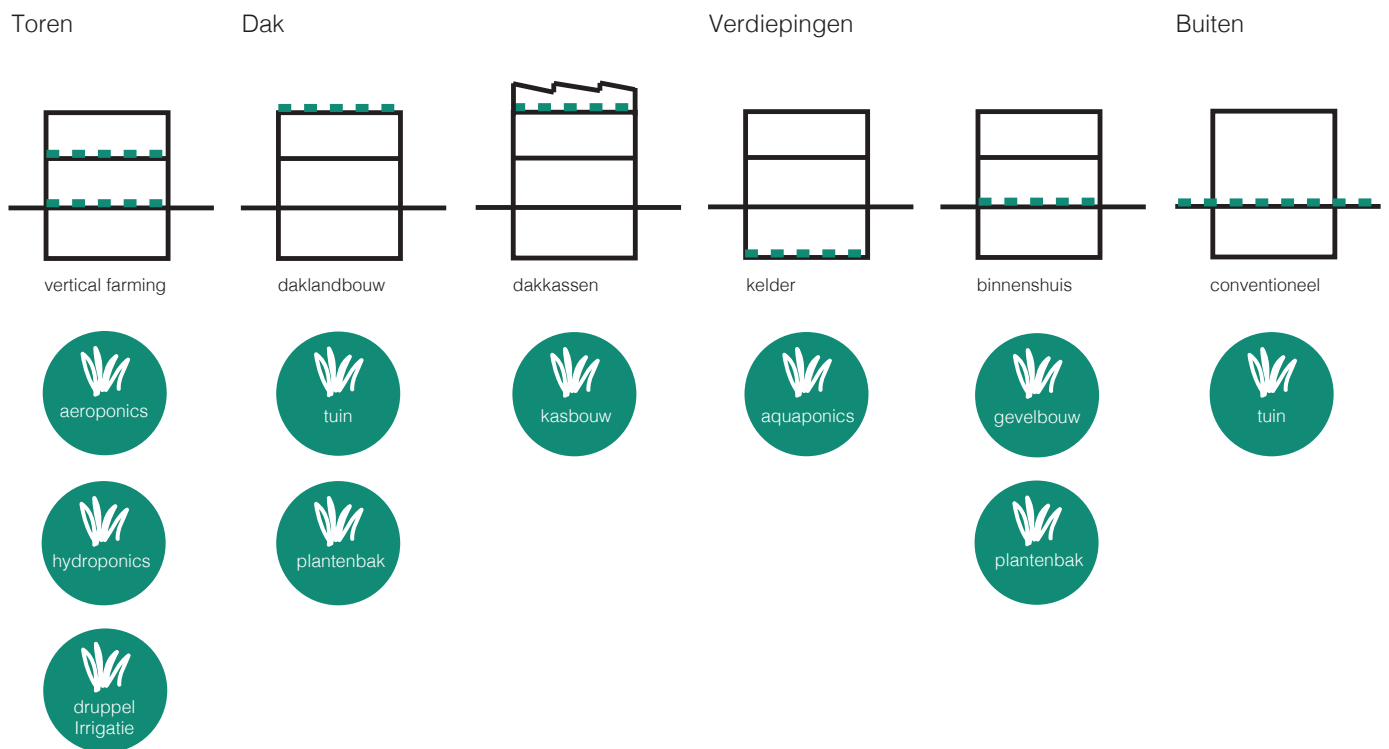 Toren
Dak
Verdiepingen
Buiten
vertical farming
daklandbouw
dakkassen
kelder
binnenshuis
conventioneel
aeroponics
tuin
kasbouw
aquaponics
gevelbouw
tuin
hydroponics
plantenbak
plantenbak
druppel
Irrigatie